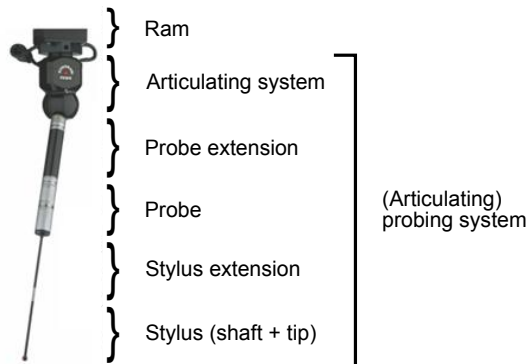 Ram
Articulating system
Probe extension
Probe
Stylus extension
Stylus (shaft + tip)
(Articulating)
probing system